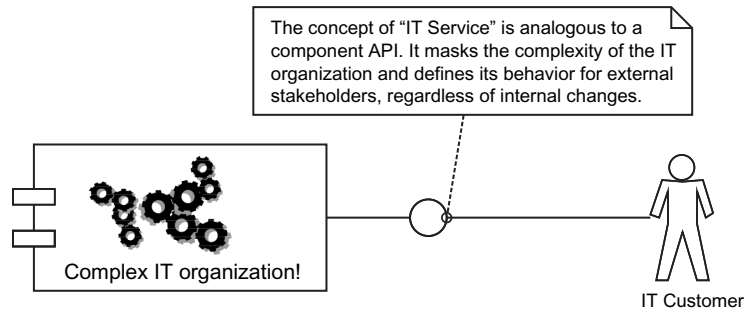 The concept of “IT Service” is analogous to a
component API. It masks the complexity of the IT
organization and defines its behavior for external
stakeholders, regardless of internal changes.
Complex IT organization!
IT Customer